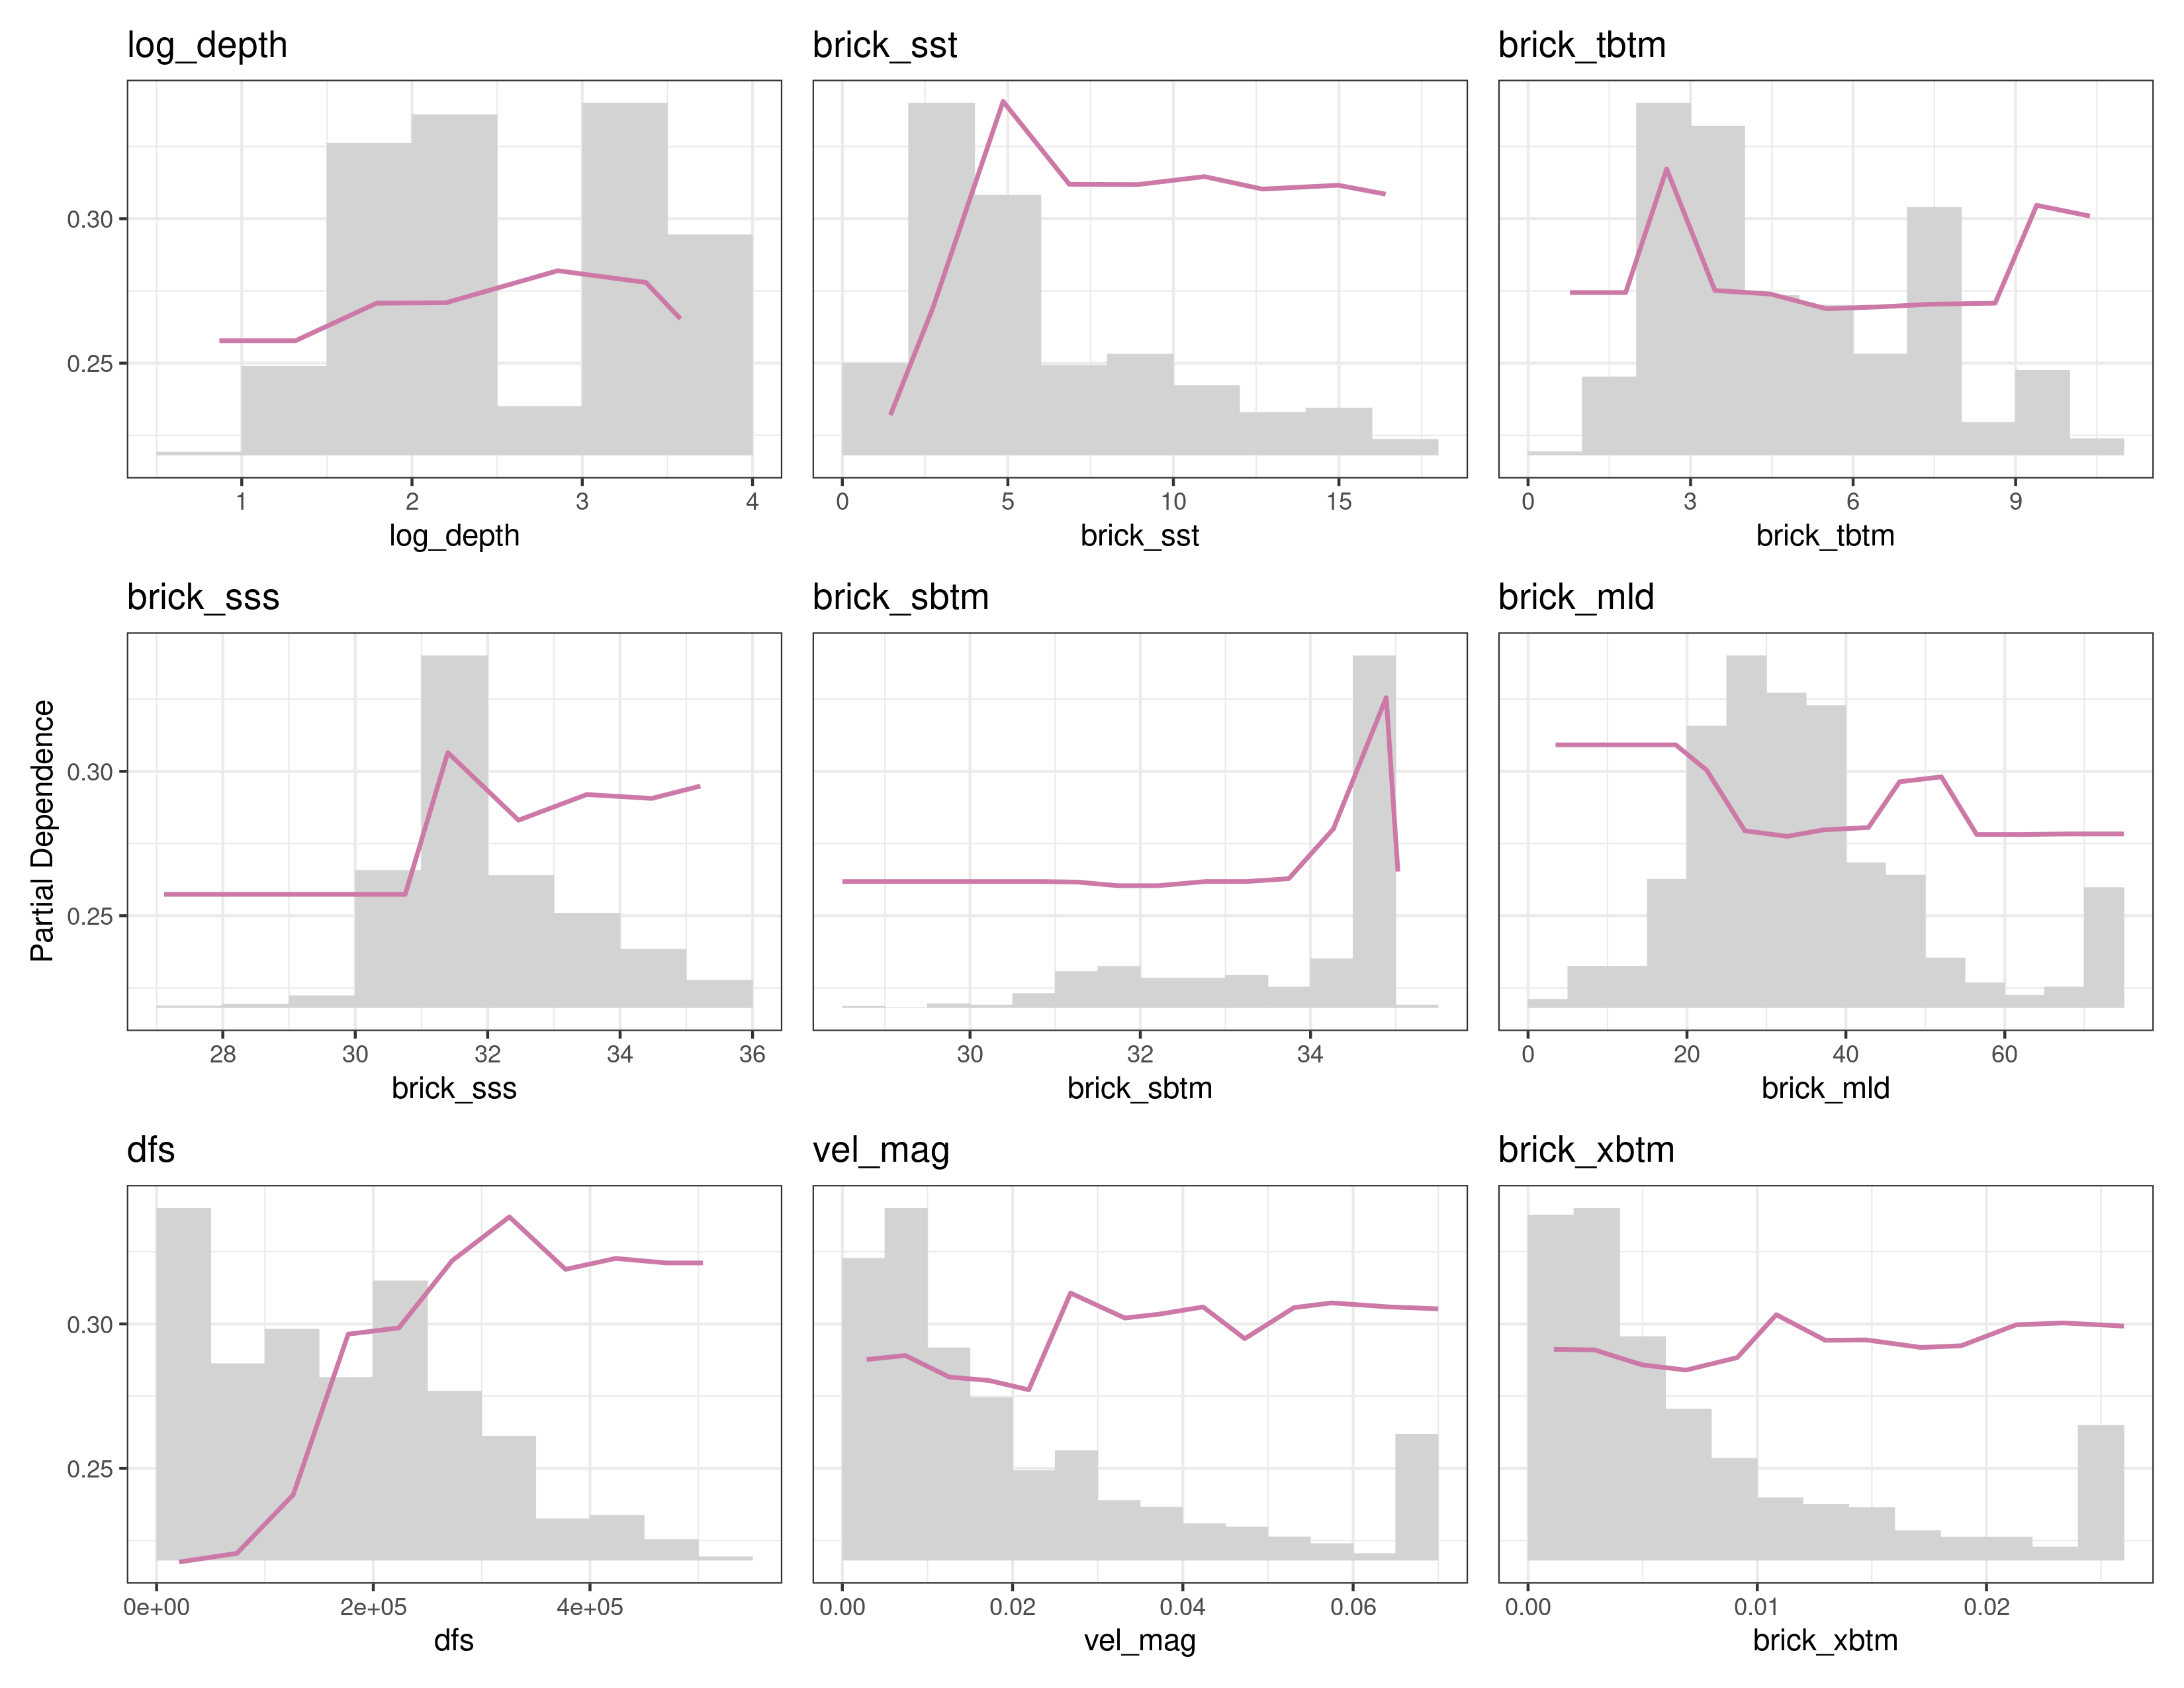 log_depth brick_sst brick_tbtm
0.30
0.25
1 2 3 4 0 5 10 15 0 3 6 9
log_depth brick_sst brick_tbtm
brick_sss brick_sbtm brick_mld
Partial Dependence
0.30
0.25
28 30 32 34 36 30 32 34 0 20 40 60
brick_sss brick_sbtm brick_mld
dfs vel_mag brick_xbtm
0.30
0.25
0e+00 2e+05 4e+05 0.00 0.02 0.04 0.06 0.00 0.01 0.02
dfs vel_mag brick_xbtm